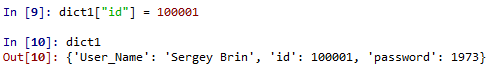 In [9]: dict1["id"] = 100001
In [10]: dict1
Out[10]: {'User_Name': 'Sergey Brin', 'id': 100001, 'password': 1973}